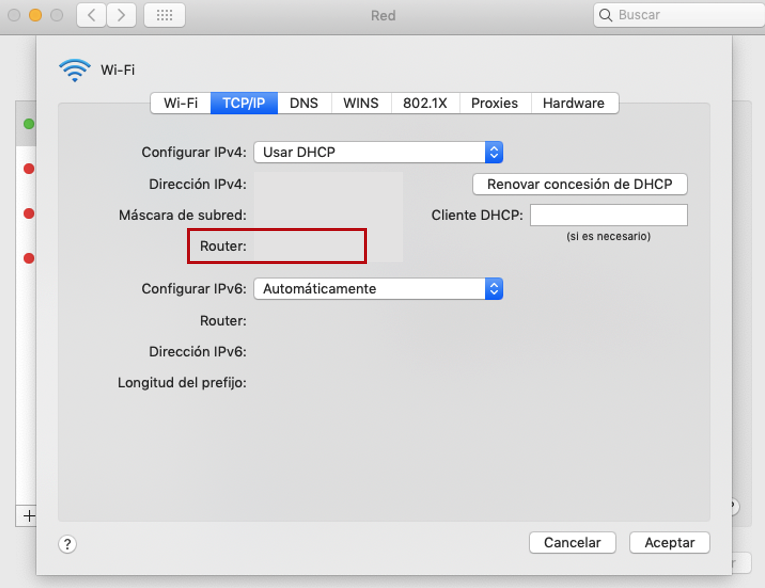 Red
Buscar
Wi-Fi
Wi-Fi TCP/IP DNS WINS 802.1X Proxies Hardware
Configurar IPv4: Usar DHCP
Dirección IPv4: Renovar concesión de DHCP
Máscara de subred: Cliente DHCP:
(si es necesario)
Router:
Configurar IPv6: Automáticamente
Router:
Dirección IPv6:
Longitud del prefijo:
+
? Cancelar Aceptar